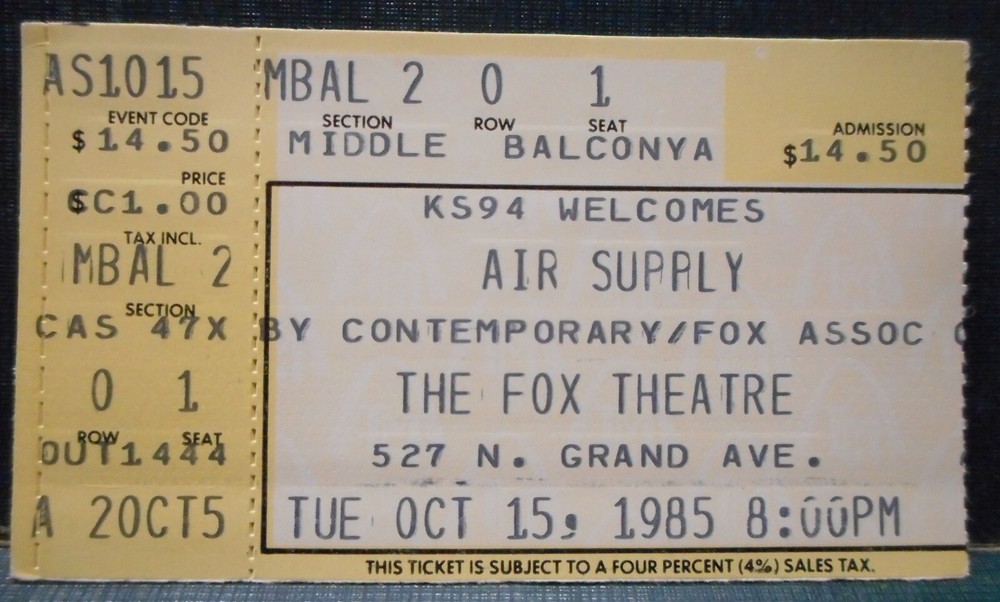 AS1015
EVENT CODE
$14.50
PRICE
$C1.00
TAX INCL.
MBAL 2
SECTION
CAS 47X
0 1
ROW SEAT
OUT1444
A 20CT5
MBAL 2 0 1
SECTION ROW SEAT
MIDDLE BALCONYA
ADMISSION
$14.50
KS94 WELCOMES
AIR SUPPLY
BY CONTEMPORARY/FOX ASSOC
THE FOX THEATRE
527 N. GRAND AVE.
TUE OCT 15, 1985 8:00PM
THIS TICKET IS SUBJECT TO A FOUR PERCENT (4%) SALES TAX.